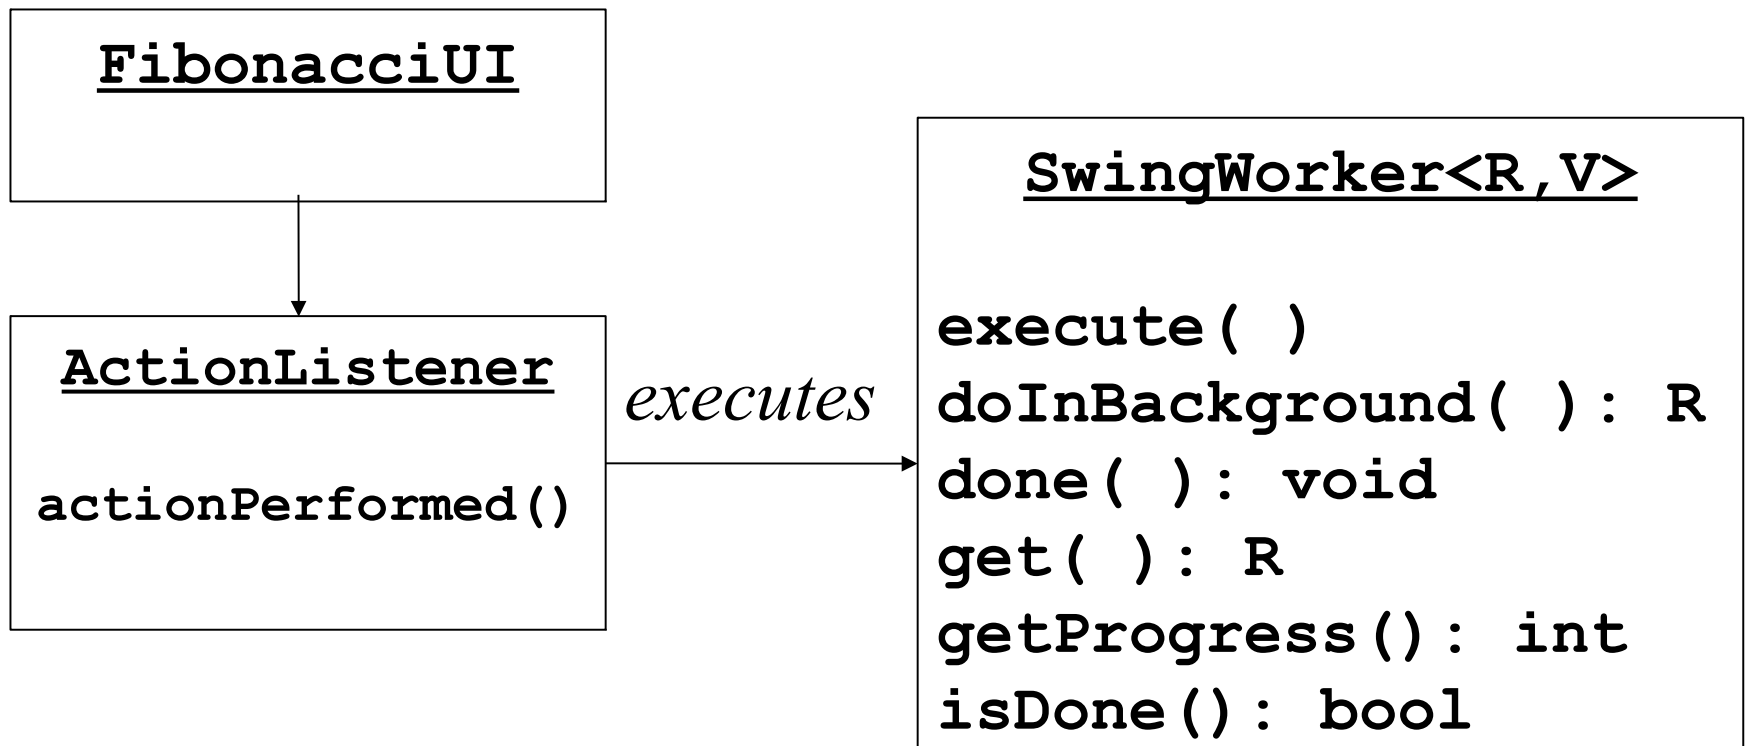 FibonacciUI
ActionListener
actionPerformed()
executes
SwingWorker<R,V>
execute( )
doInBackground( ): R
done( ): void
get( ): R
getProgress(): int
isDone(): bool